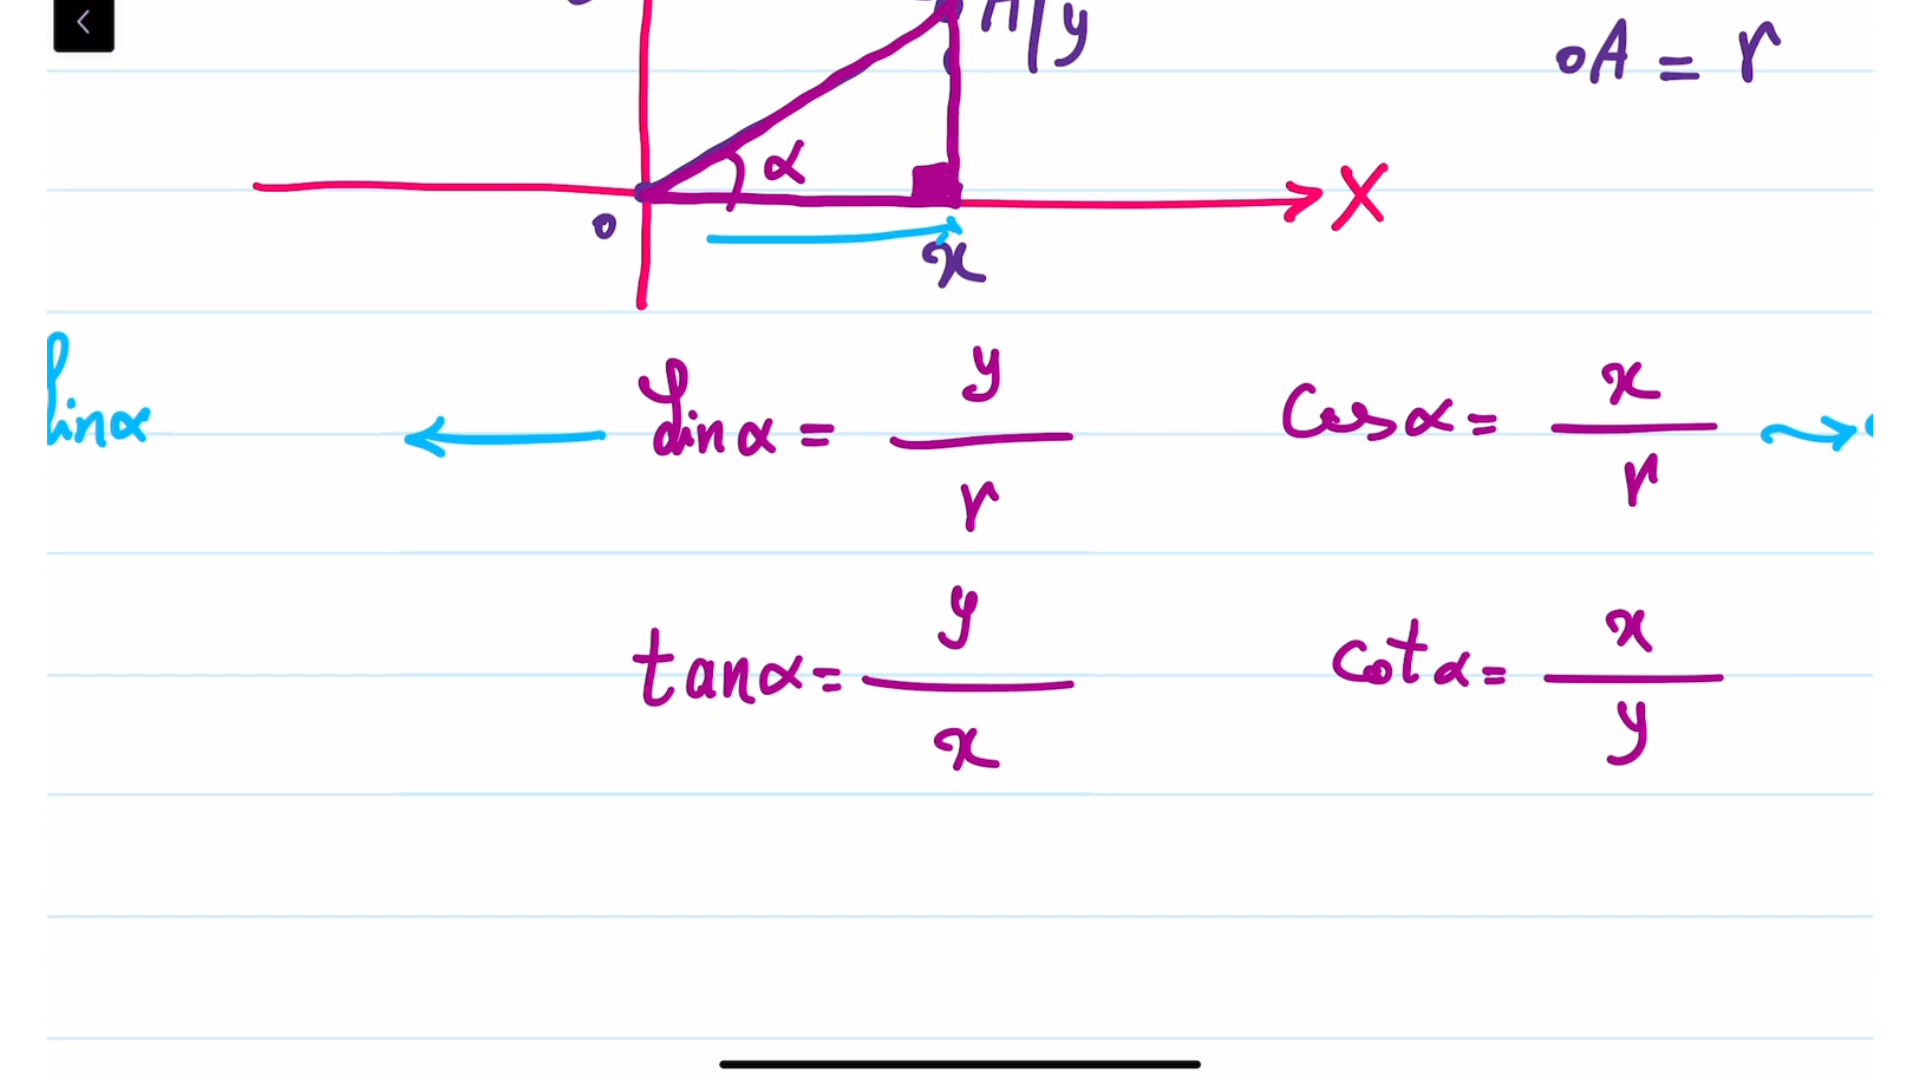 A | y
OA = r
α
X
o
x
sinα ← sinα = y/r cosα = x/r →
tanα = y/x cotα = x/y